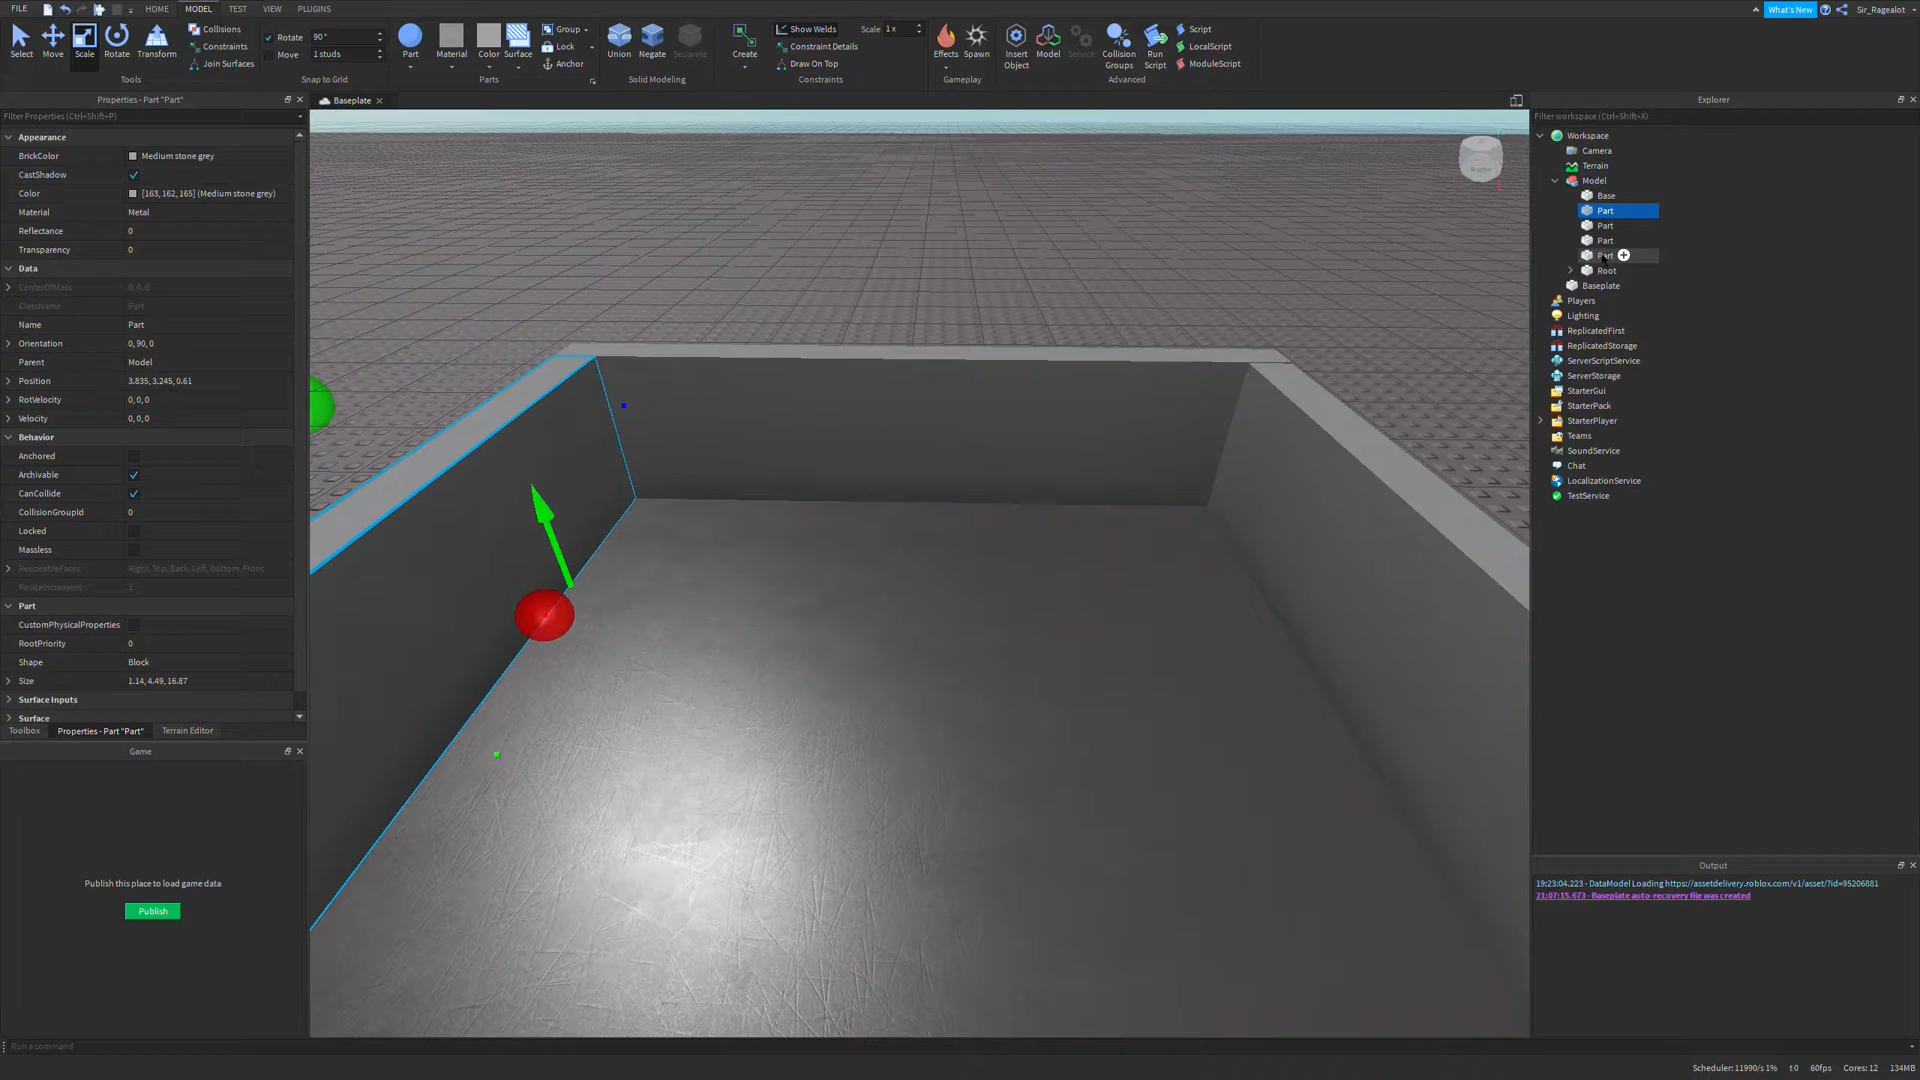 FILE HOME MODEL TEST VIEW PLUGINS What's New Sir_Ragealot
Select Move Scale Rotate Transform
Collisions
Constraints
Join Surfaces
Tools
Rotate 90°
Move 1 studs
Snap to Grid
Part Material Color Surface
Group
Lock
Anchor
Parts
Union Negate Separate
Solid Modeling
Create
Show Welds Scale 1 x
Constraint Details
Draw On Top
Constraints
Effects Spawn
Gameplay
Insert Object Model Service Collision Groups Run Script
Script
LocalScript
ModuleScript
Advanced
Properties - Part "Part"
Filter Properties (Ctrl+Shift+P)
Appearance
BrickColor Medium stone grey
CastShadow
Color [163, 162, 165] (Medium stone grey)
Material Metal
Reflectance 0
Transparency 0
Data
CenterOfMass 0, 0, 0
ClassName Part
Name Part
Orientation 0, 90, 0
Parent Model
Position 3.835, 3.245, 0.61
RotVelocity 0, 0, 0
Velocity 0, 0, 0
Behavior
Anchored
Archivable
CanCollide
CollisionGroupId 0
Locked
Massless
ResizeableFaces Right, Top, Back, Left, Bottom, Front
ResizeIncrement 1
Part
CustomPhysicalProperties
RootPriority 0
Shape Block
Size 1.14, 4.49, 16.87
Surface Inputs
Surface
Toolbox Properties - Part "Part" Terrain Editor
Game
Publish this place to load game data
Publish
Baseplate
Right
Explorer
Filter workspace (Ctrl+Shift+X)
Workspace
Camera
Terrain
Model
Base
Part
Part
Part
Part
Root
Baseplate
Players
Lighting
ReplicatedFirst
ReplicatedStorage
ServerScriptService
ServerStorage
StarterGui
StarterPack
StarterPlayer
Teams
SoundService
Chat
LocalizationService
TestService
Output
19:23:04.223 - DataModel Loading https://assetdelivery.roblox.com/v1/asset/?id=95206881
21:07:15.673 - Baseplate auto-recovery file was created
Run a command
Scheduler: 11990/s 1% t 0 60fps Cores: 12 134MB